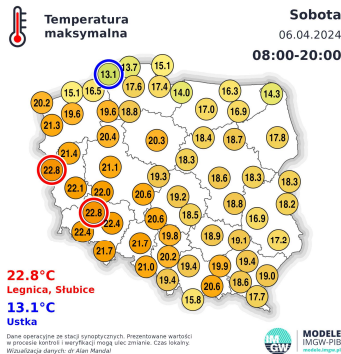 Temperatura
maksymalna
Sobota
06.04.2024
08:00-20:00
13.1 13.7 15.1
20.2 15.1 16.5 17.6 17.4 14.0 16.3 14.3
21.3 19.6 19.6 18.8 17.0 16.9
20.4 20.3 18.4 18.7 17.8
22.8 21.4 21.1 18.3
22.1 22.0 20.6 19.3 19.2 18.6 18.3 18.3
22.8 22.4 20.6 18.5 18.8 16.9 18.2
22.4 21.7 21.7 19.8 18.9 19.1 17.2
21.0 20.2 19.4 19.9 19.4 19.0
19.4 15.8 20.6 18.6 17.7
22.8°C
Legnica, Słubice
13.1°C
Ustka
Dane operacyjne ze stacji synoptycznych. Prezentowane wartości
w procesie kontroli i weryfikacji mogą ulec zmianie. Czas lokalny.
Wizualizacja danych: dr Alan Mandal
IMGW
MODELE
IMGW-PIB
modele.imgw.pl